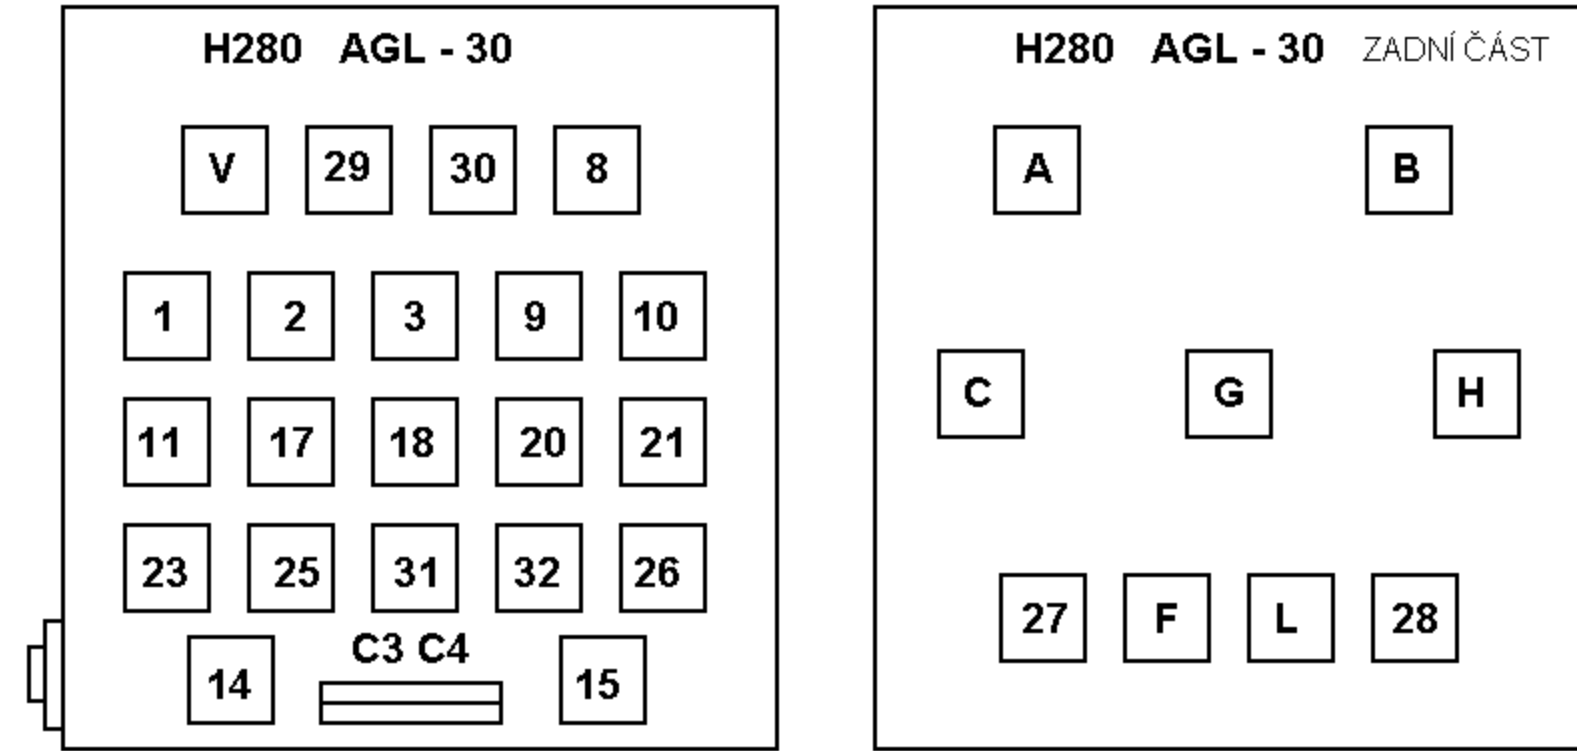 H280 AGL - 30
V 29 30 8
1 2 3 9 10
11 17 18 20 21
23 25 31 32 26
C3 C4
14 15
H280 AGL - 30 ZADNÍ ČÁST
A B
C G H
27 F L 28